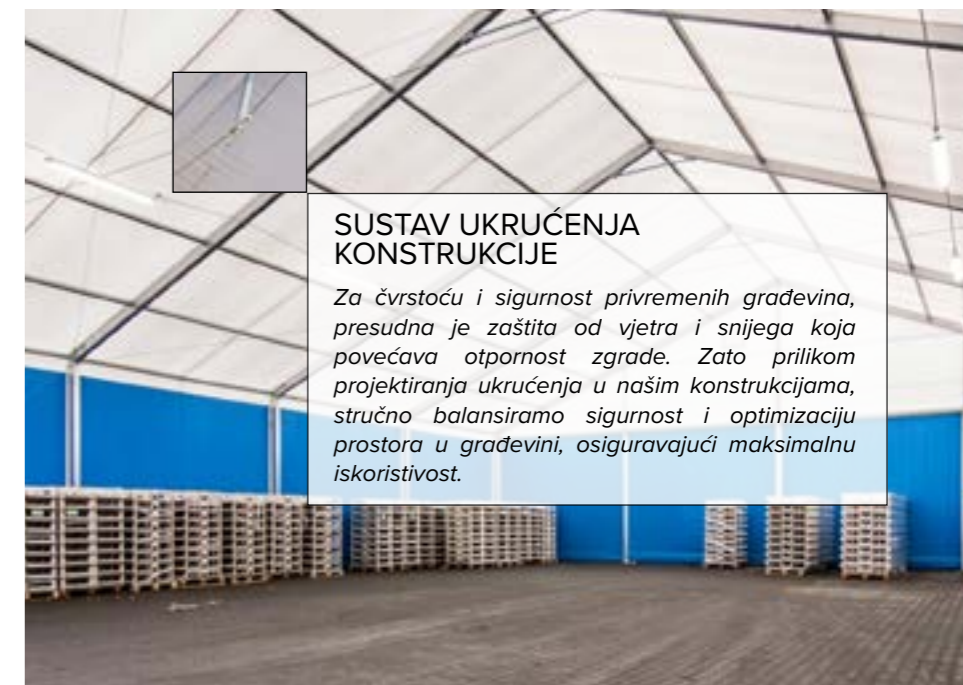 SUSTAV UKRUĆENJA
KONSTRUKCIJE
Za čvrstoću i sigurnost privremenih građevina,
presudna je zaštita od vjetra i snijega koja
povećava otpornost zgrade. Zato prilikom
projektiranja ukrućenja u našim konstrukcijama,
stručno balansiramo sigurnost i optimizaciju
prostora u građevini, osiguravajući maksimalnu
iskoristivost.